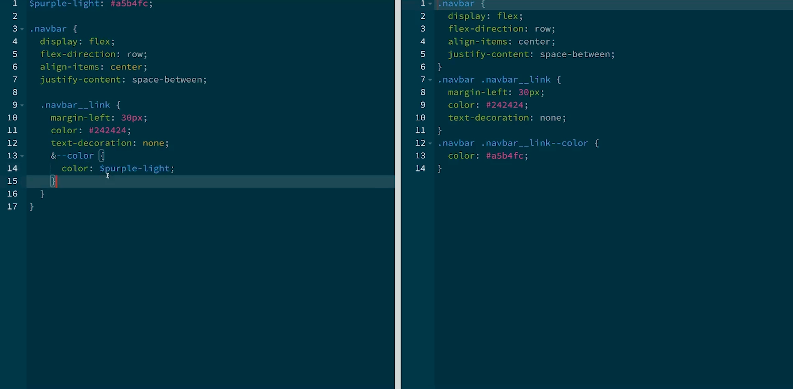 1 $purple-light: #a5b4fc;
2
3 .navbar {
4 display: flex;
5 flex-direction: row;
6 align-items: center;
7 justify-content: space-between;
8
9 .navbar__link {
10 margin-left: 30px;
11 color: #242424;
12 text-decoration: none;
13 &--color {
14 color: $purple-light;
15 }
16 }
17 }
1 .navbar {
2 display: flex;
3 flex-direction: row;
4 align-items: center;
5 justify-content: space-between;
6 }
7 .navbar .navbar__link {
8 margin-left: 30px;
9 color: #242424;
10 text-decoration: none;
11 }
12 .navbar .navbar__link--color {
13 color: #a5b4fc;
14 }